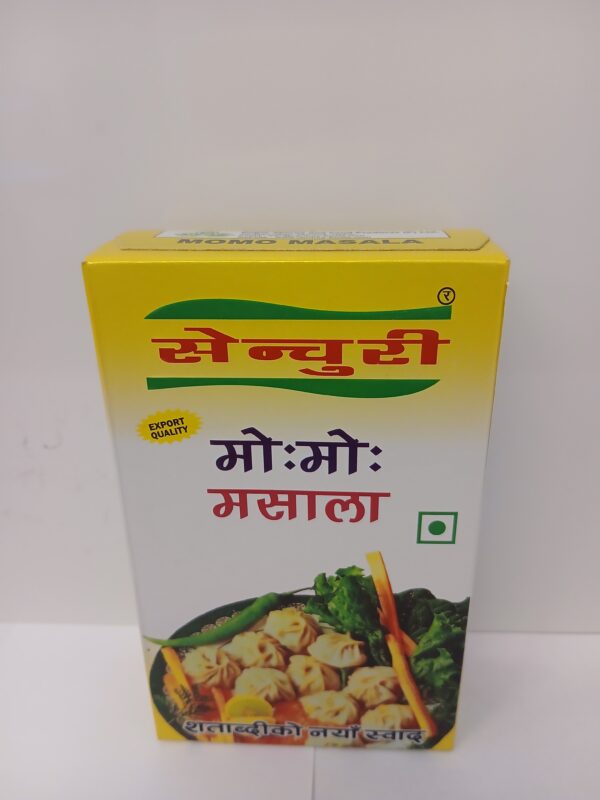 MOMO MASALA
र
सेन्चुरी
EXPORT
QUALITY
मोःमोः
मसाला
शताब्दीको नयाँ स्वाद